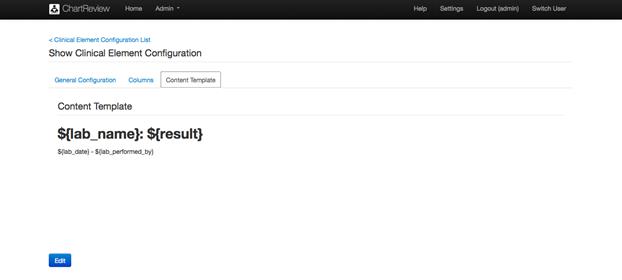 ChartReview Home Admin Help Settings Logout (admin) Switch User
< Clinical Element Configuration List
Show Clinical Element Configuration
General Configuration Columns Content Template
Content Template
${lab_name}: ${result}
${lab_date} - ${lab_performed_by}
Edit